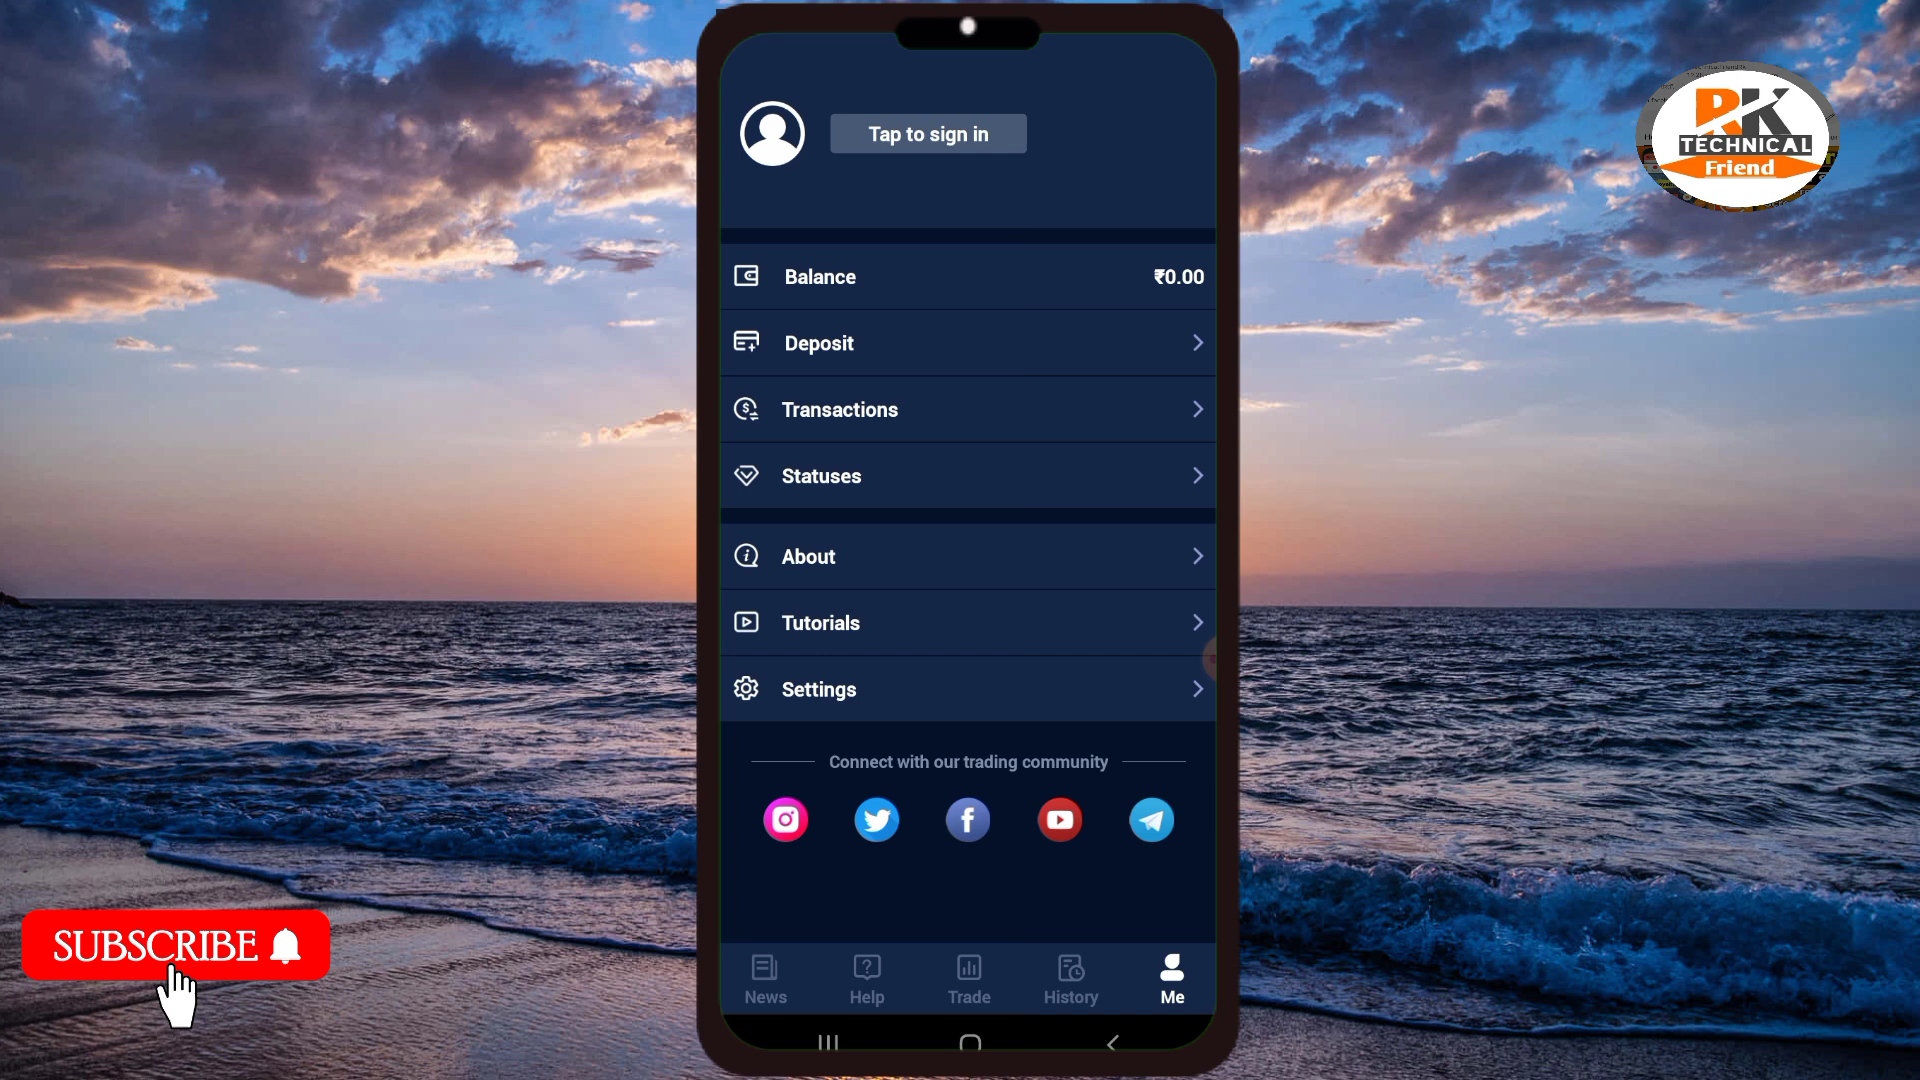 Tap to sign in
Balance
₹0.00
Deposit
Transactions
Statuses
About
Tutorials
Settings
Connect with our trading community
News
Help
Trade
History
Me
RK
TECHNICAL
Friend
SUBSCRIBE